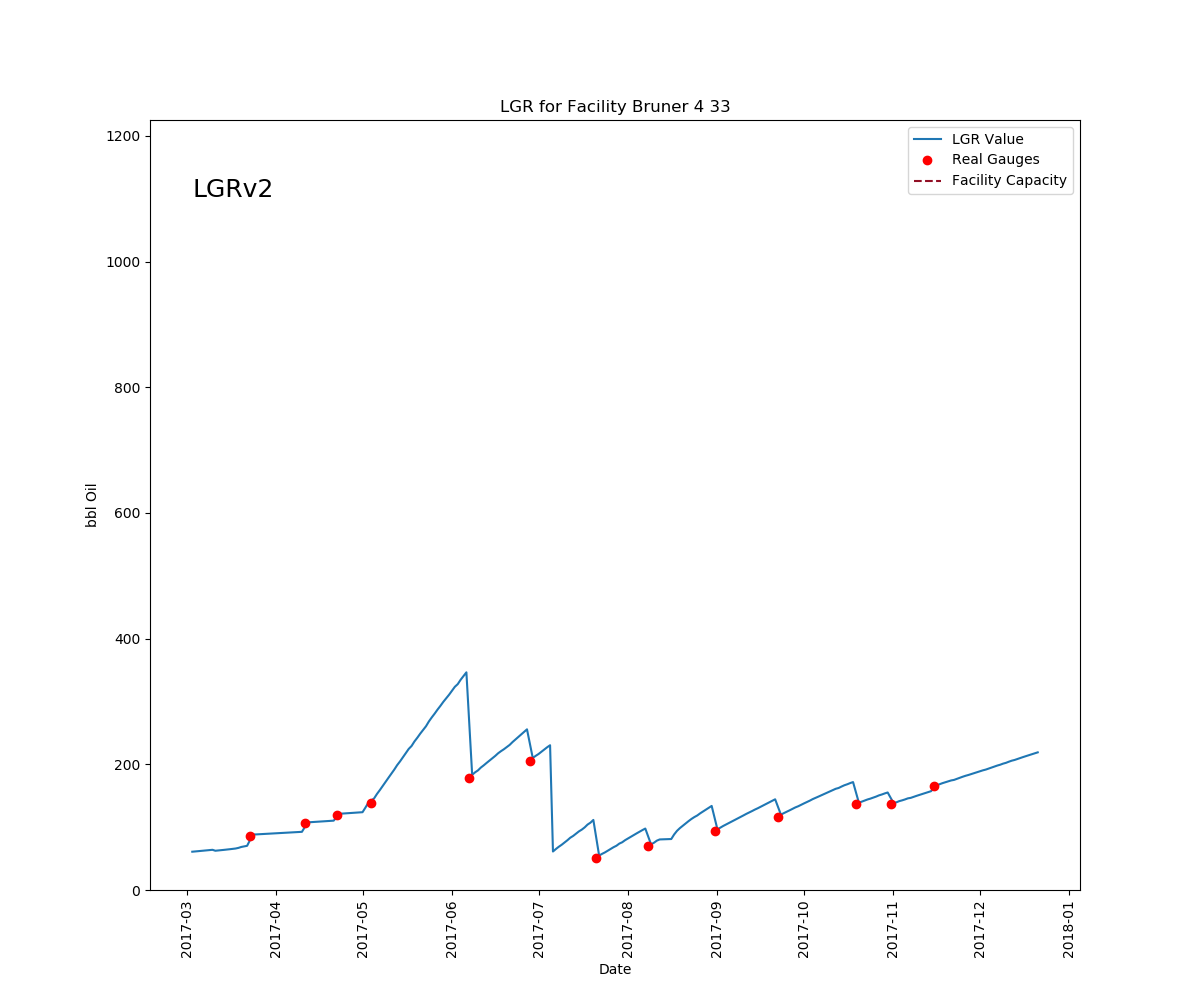 LGR for Facility Bruner 4 33
LGRv2
LGR Value
Real Gauges
Facility Capacity
1200
1000
800
600
400
200
0
bbl Oil
2017-03
2017-04
2017-05
2017-06
2017-07
2017-08
2017-09
2017-10
2017-11
2017-12
2018-01
Date